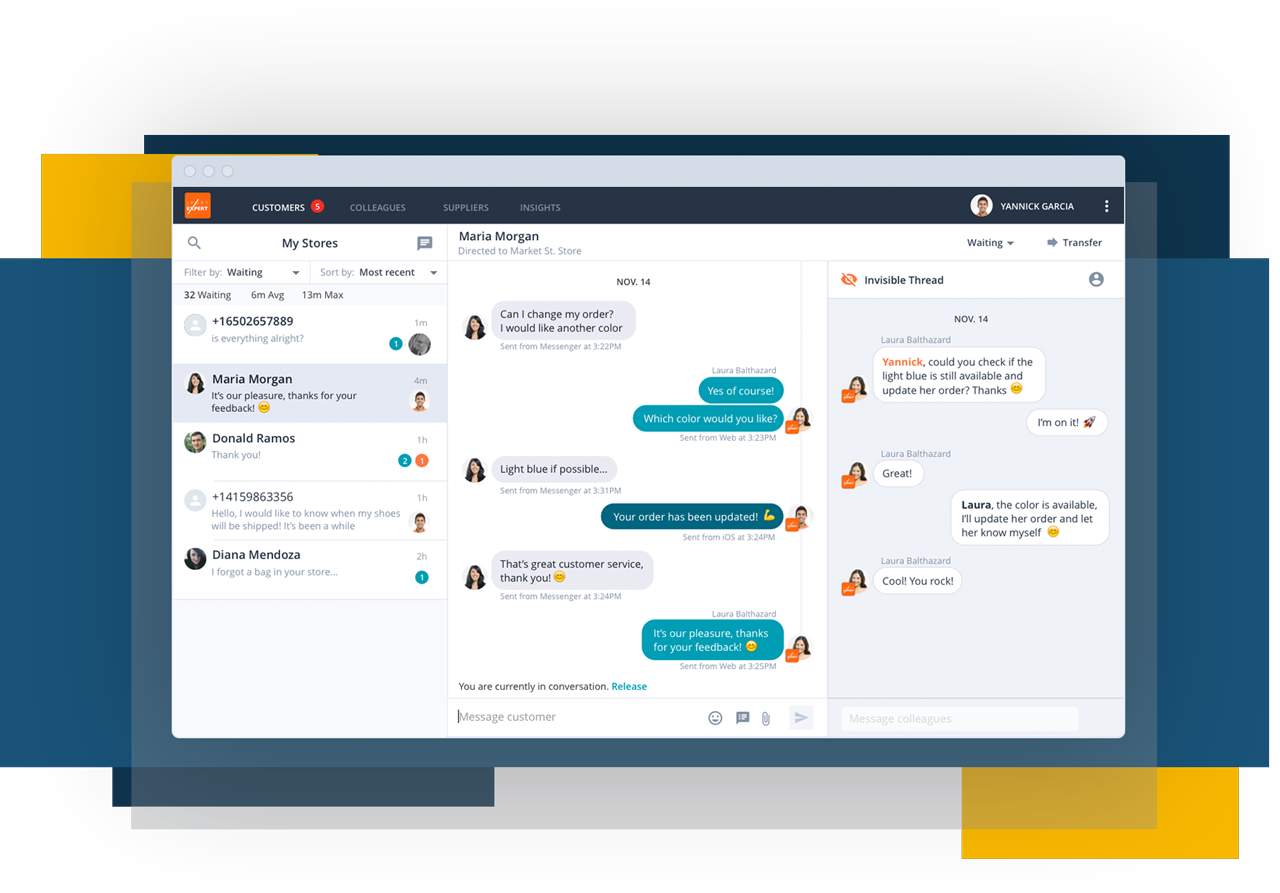 EXPERT
CUSTOMERS 5
COLLEAGUES
SUPPLIERS
INSIGHTS
YANNICK GARCIA
My Stores
Filter by: Waiting
Sort by: Most recent
32 Waiting 6m Avg 13m Max
+16502657889
1m
is everything alright?
1
Maria Morgan
4m
It's our pleasure, thanks for your
feedback! 😊
Donald Ramos
1h
Thank you!
2 1
+14159863356
1h
Hello, I would like to know when my shoes
will be shipped! It's been a while
Diana Mendoza
2h
I forgot a bag in your store...
1
Maria Morgan
Directed to Market St. Store
Waiting
Transfer
NOV. 14
Can I change my order?
I would like another color
Sent from Messenger at 3:22PM
Laura Balthazard
Yes of course!
Which color would you like?
Sent from Web at 3:23PM
Light blue if possible...
Sent from Messenger at 3:31PM
Your order has been updated! 💪
Sent from iOS at 3:24PM
That's great customer service,
thank you! 😊
Sent from Messenger at 3:24PM
Laura Balthazard
It's our pleasure, thanks
for your feedback! 😊
Sent from Web at 3:25PM
You are currently in conversation. Release
Message customer
Invisible Thread
NOV. 14
Laura Balthazard
Yannick, could you check if the
light blue is still available and
update her order? Thanks 😊
I'm on it! 🚀
Laura Balthazard
Great!
Laura, the color is available,
I'll update her order and let
her know myself 😊
Laura Balthazard
Cool! You rock!
Message colleagues